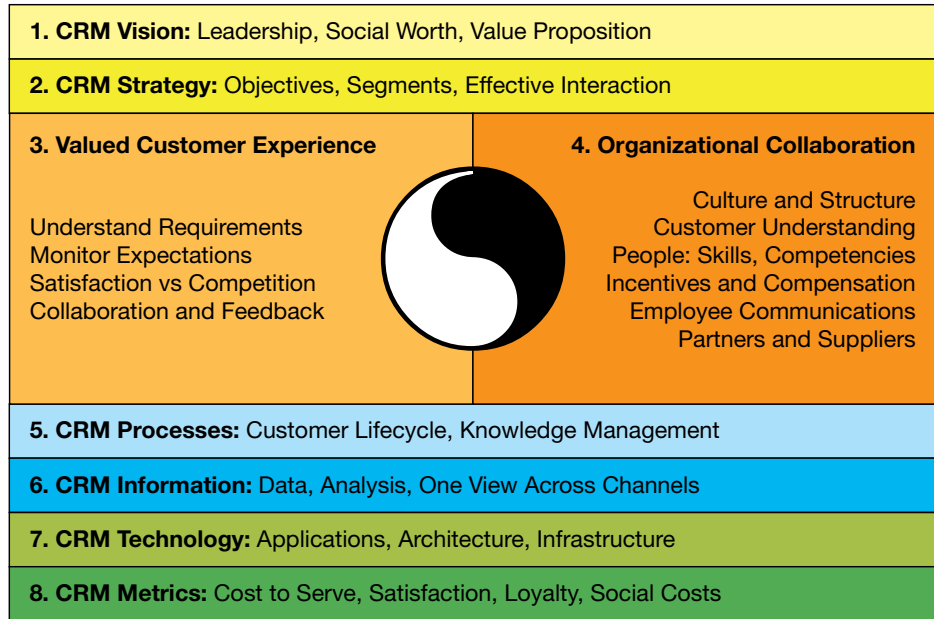 1. CRM Vision: Leadership, Social Worth, Value Proposition
2. CRM Strategy: Objectives, Segments, Effective Interaction
3. Valued Customer Experience
Understand Requirements
Monitor Expectations
Satisfaction vs Competition
Collaboration and Feedback
4. Organizational Collaboration
Culture and Structure
Customer Understanding
People: Skills, Competencies
Incentives and Compensation
Employee Communications
Partners and Suppliers
5. CRM Processes: Customer Lifecycle, Knowledge Management
6. CRM Information: Data, Analysis, One View Across Channels
7. CRM Technology: Applications, Architecture, Infrastructure
8. CRM Metrics: Cost to Serve, Satisfaction, Loyalty, Social Costs